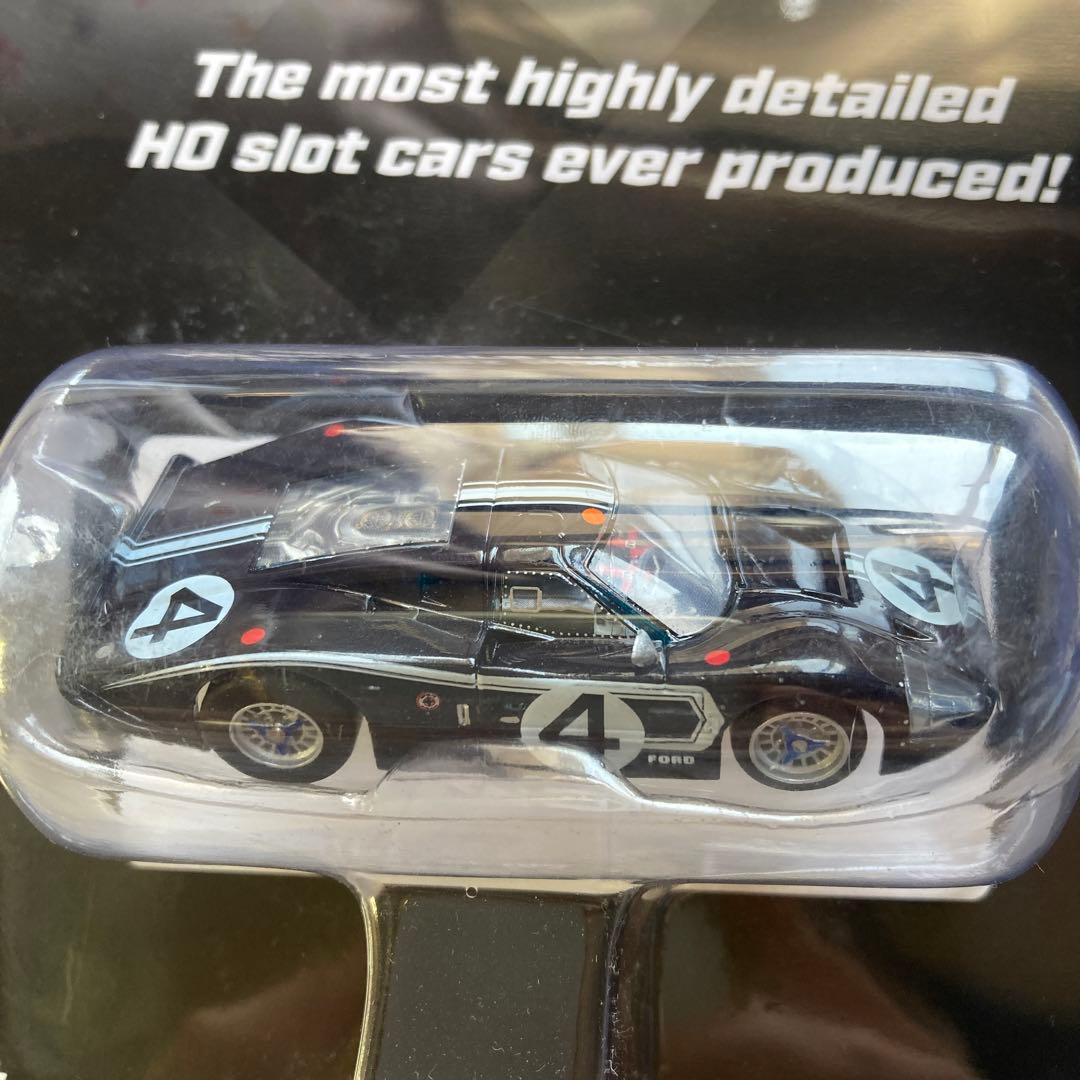 The most highly detailed
HO slot cars ever produced!
4
4
4
FORD